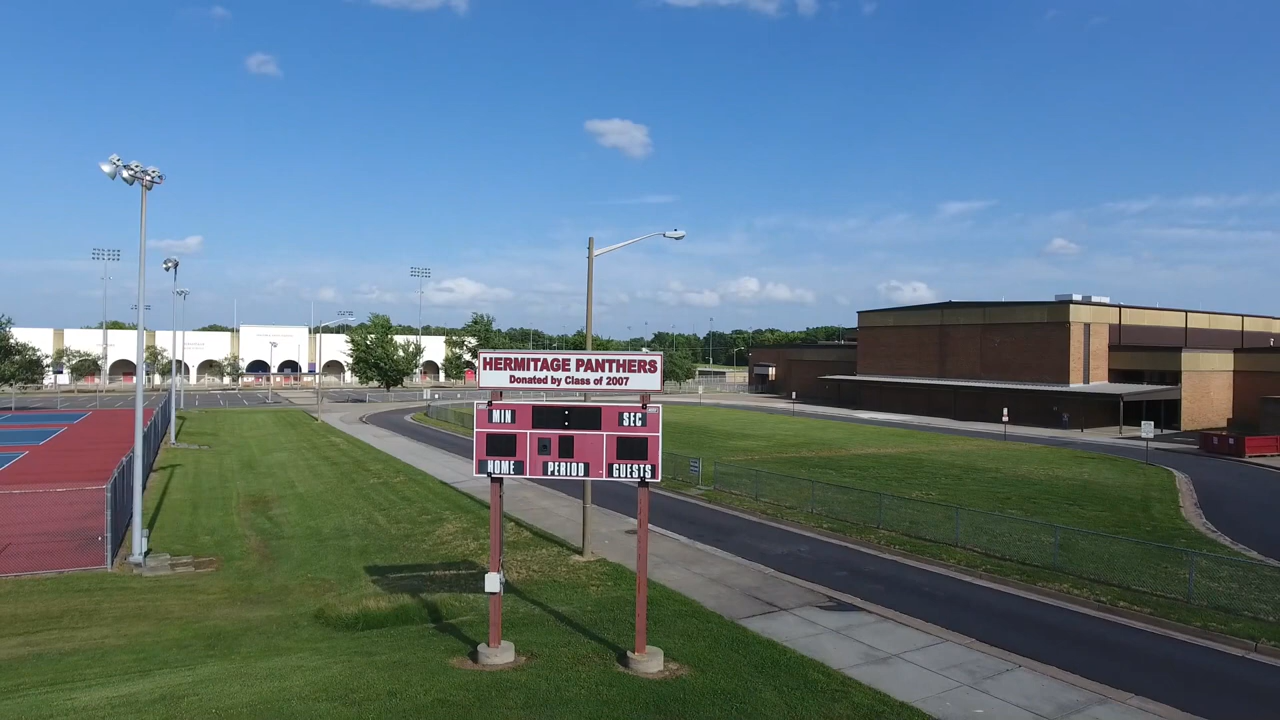 HERMITAGE PANTHERS
Donated by Class of 2007
MIN SEC
HOME PERIOD GUESTS